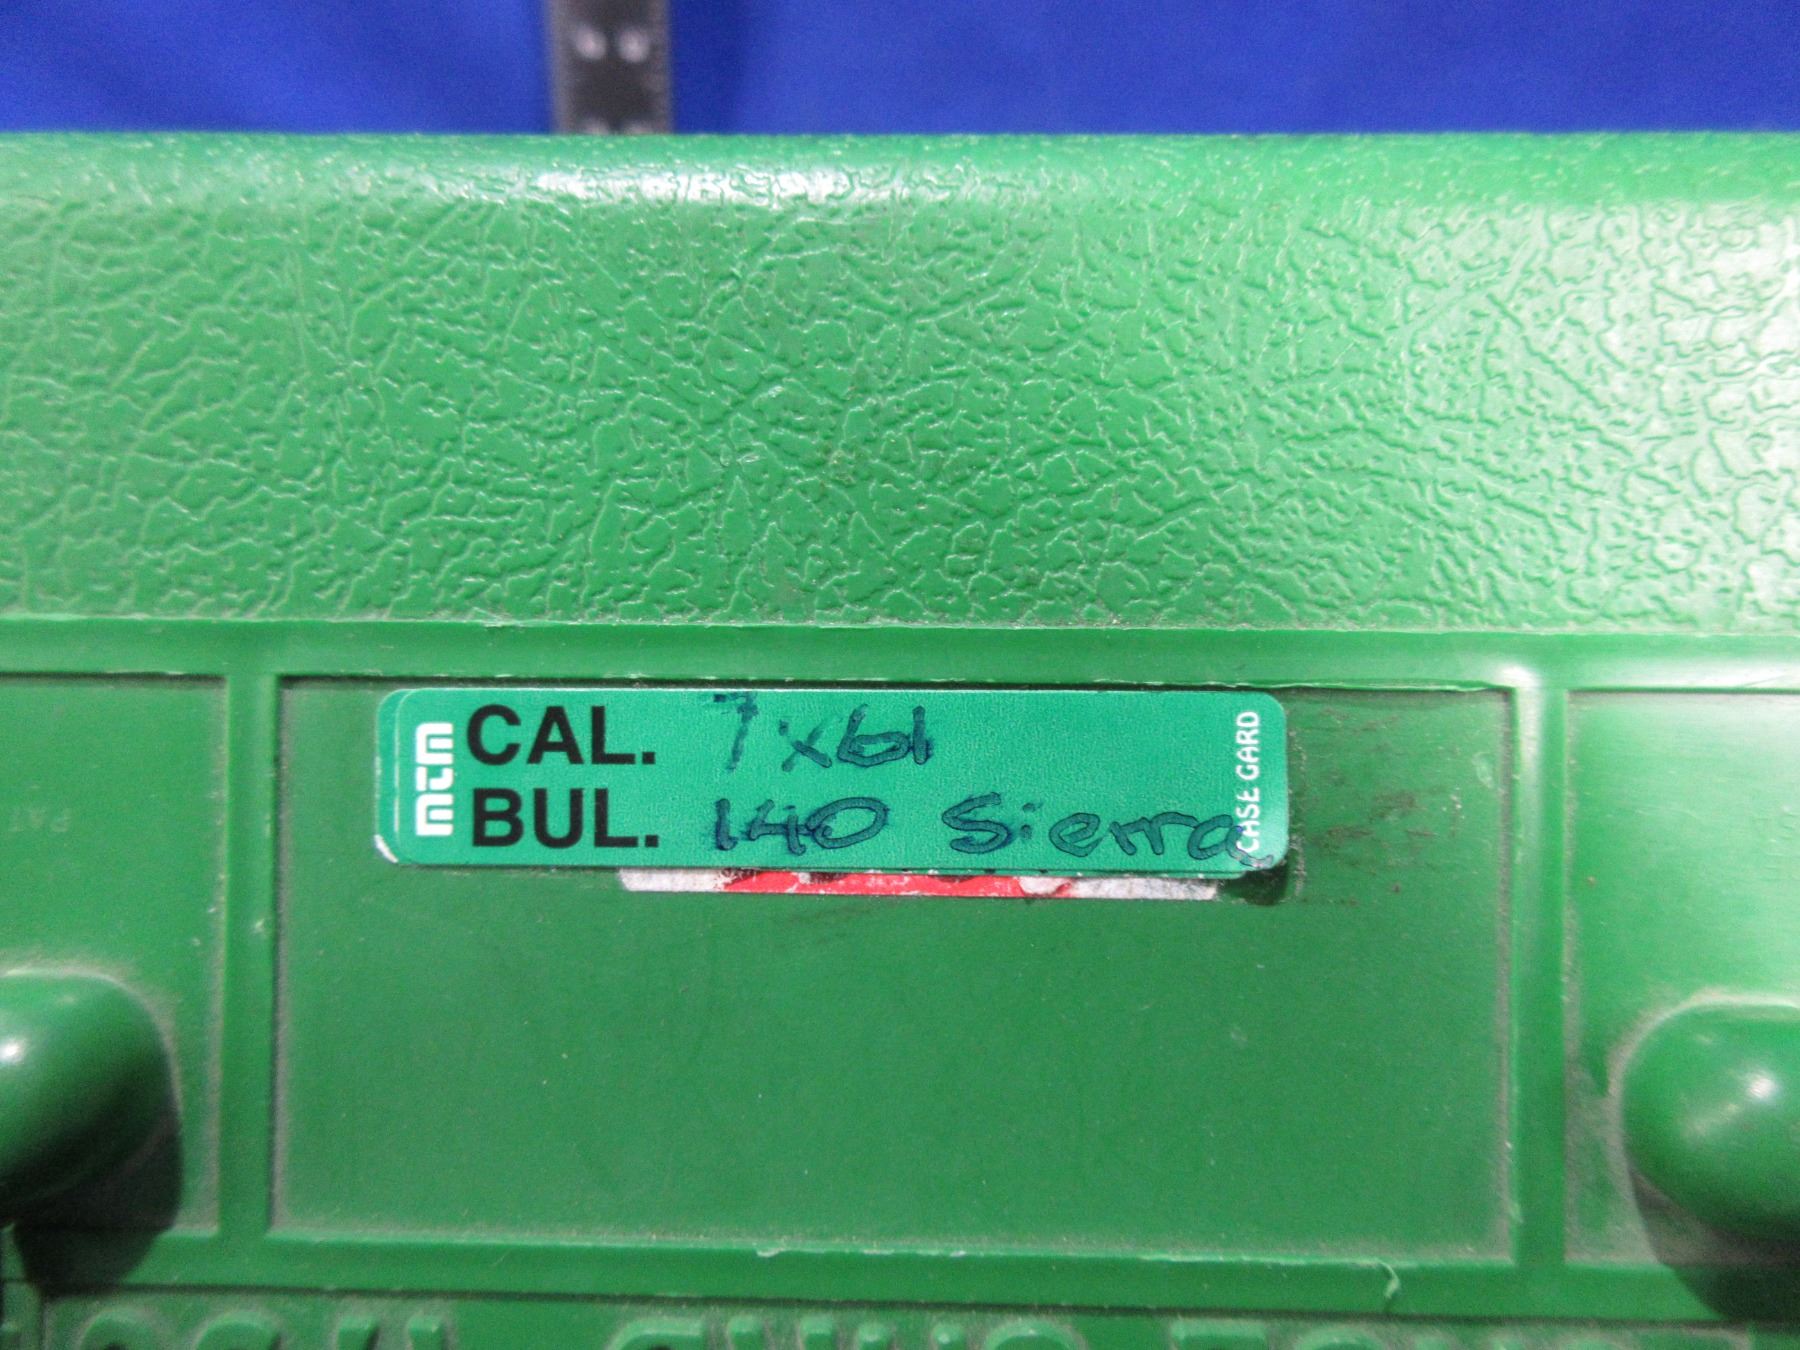 MTM
CAL. 7x61
BUL. 140 Sierra
CASE GARD